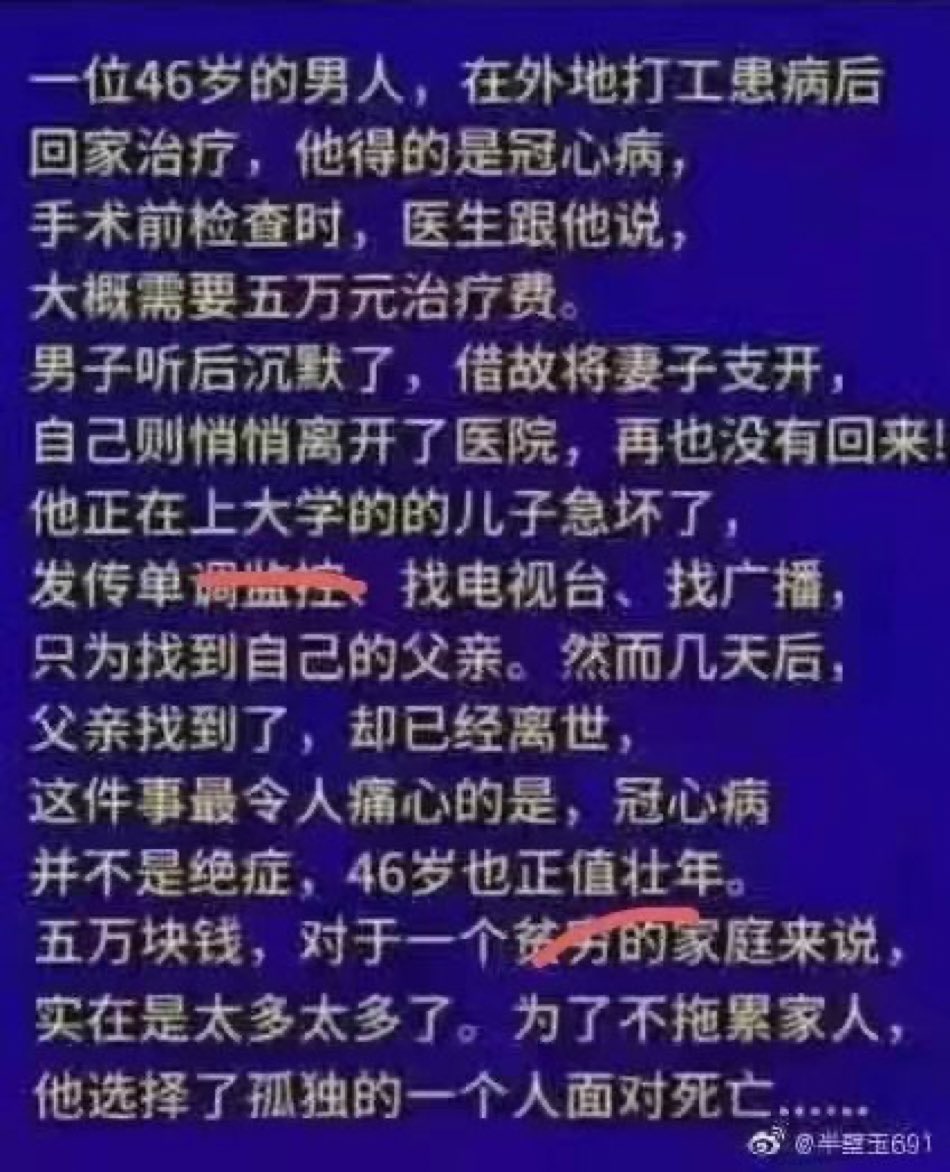 一位46岁的男人，在外地打工患病后
回家治疗，他得的是冠心病，
手术前检查时，医生跟他说，
大概需要五万元治疗费。
男子听后沉默了，借故将妻子支开，
自己则悄悄离开了医院，再也没有回来！
他正在上大学的的儿子急坏了，
发传单调监控、找电视台、找广播，
只为找到自己的父亲。然而几天后，
父亲找到了，却已经离世，
这件事最令人痛心的是，冠心病
并不是绝症，46岁也正值壮年。
五万块钱，对于一个贫穷的家庭来说，
实在是太多太多了。为了不拖累家人，
他选择了孤独的一个人面对死亡……
@半壁玉691